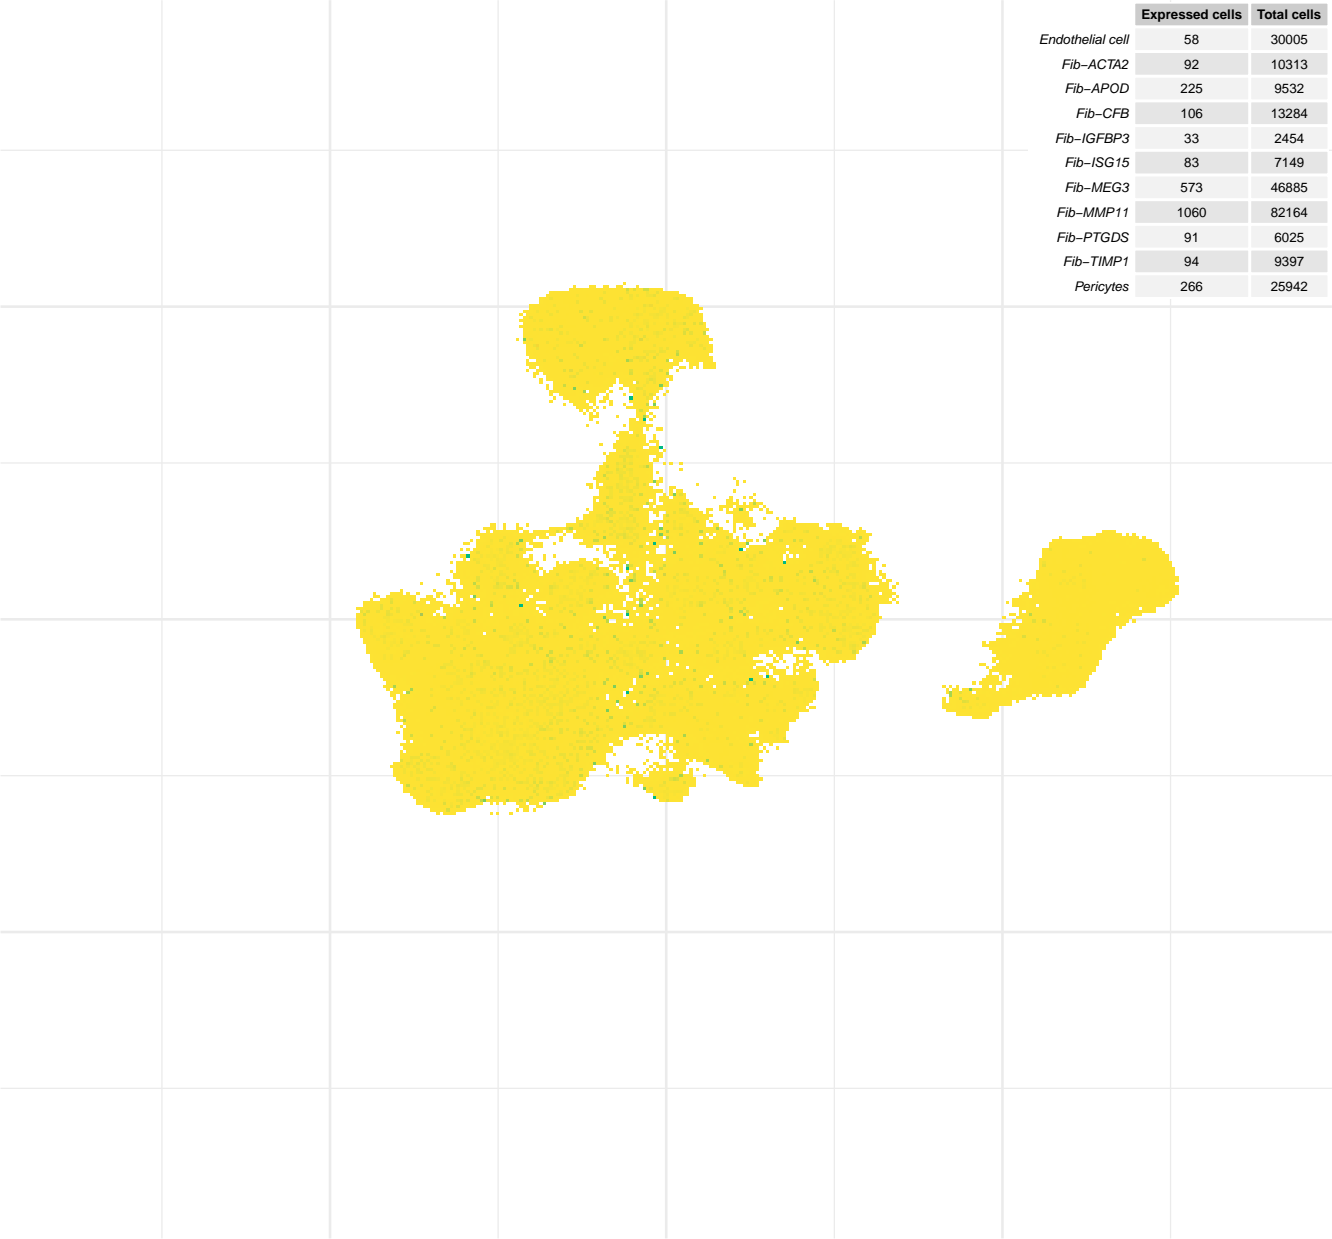 Expressed cells Total cells
Endothelial cell 58 30005
Fib−ACTA2 92 10313
Fib−APOD 225 9532
Fib−CFB 106 13284
Fib−IGFBP3 33 2454
Fib−ISG15 83 7149
Fib−MEG3 573 46885
Fib−MMP11 1060 82164
Fib−PTGDS 91 6025
Fib−TIMP1 94 9397
Pericytes 266 25942